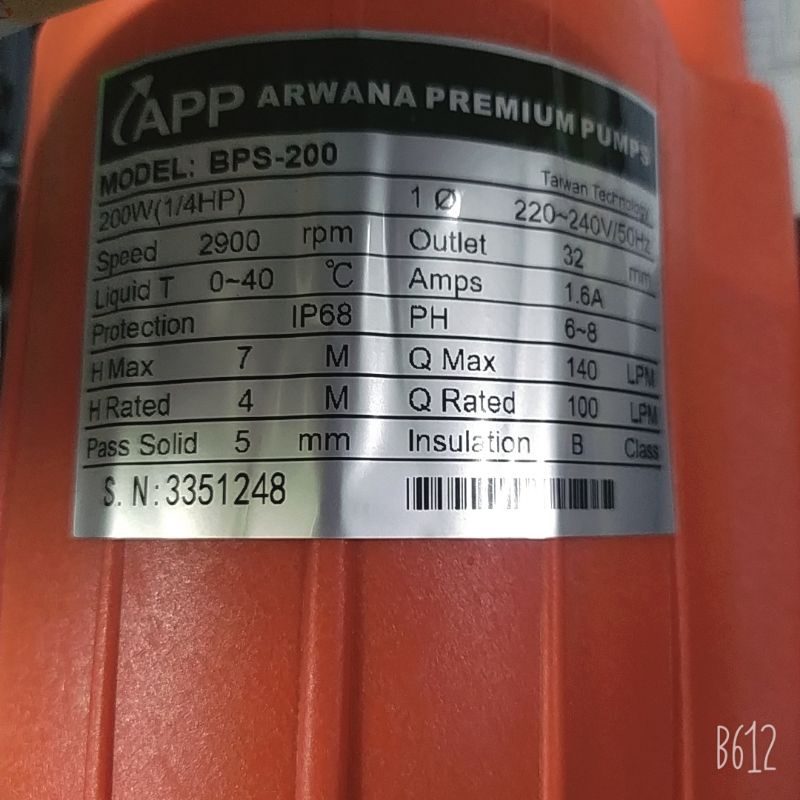 APP ARWANA PREMIUM PUMPS
MODEL: BPS-200 Taiwan Technology
200W(1/4HP) 1 Ø 220~240V/50Hz
Speed 2900 rpm Outlet 32 mm
Liquid T 0~40 °C Amps 1.6A
Protection IP68 PH 6~8
H Max 7 M Q Max 140 LPM
H Rated 4 M Q Rated 100 LPM
Pass Solid 5 mm Insulation B Class
S. N: 3351248
B612